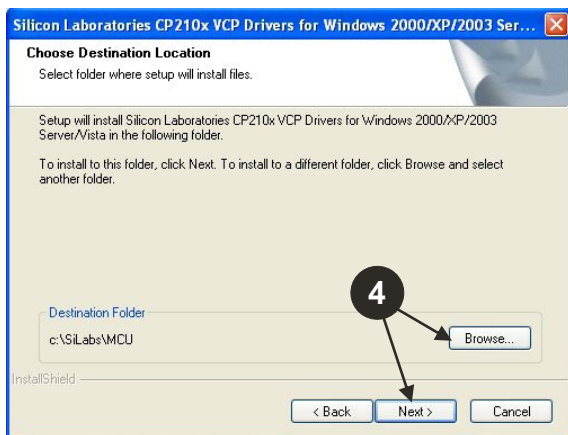 Silicon Laboratories CP210x VCP Drivers for Windows 2000/XP/2003 Ser...
Choose Destination Location
Select folder where setup will install files.
Setup will install Silicon Laboratories CP210x VCP Drivers for Windows 2000/XP/2003
Server/Vista in the following folder.
To install to this folder, click Next. To install to a different folder, click Browse and select
another folder.
4
Destination Folder
c:\SiLabs\MCU
Browse...
InstallShield
< Back
Next >
Cancel